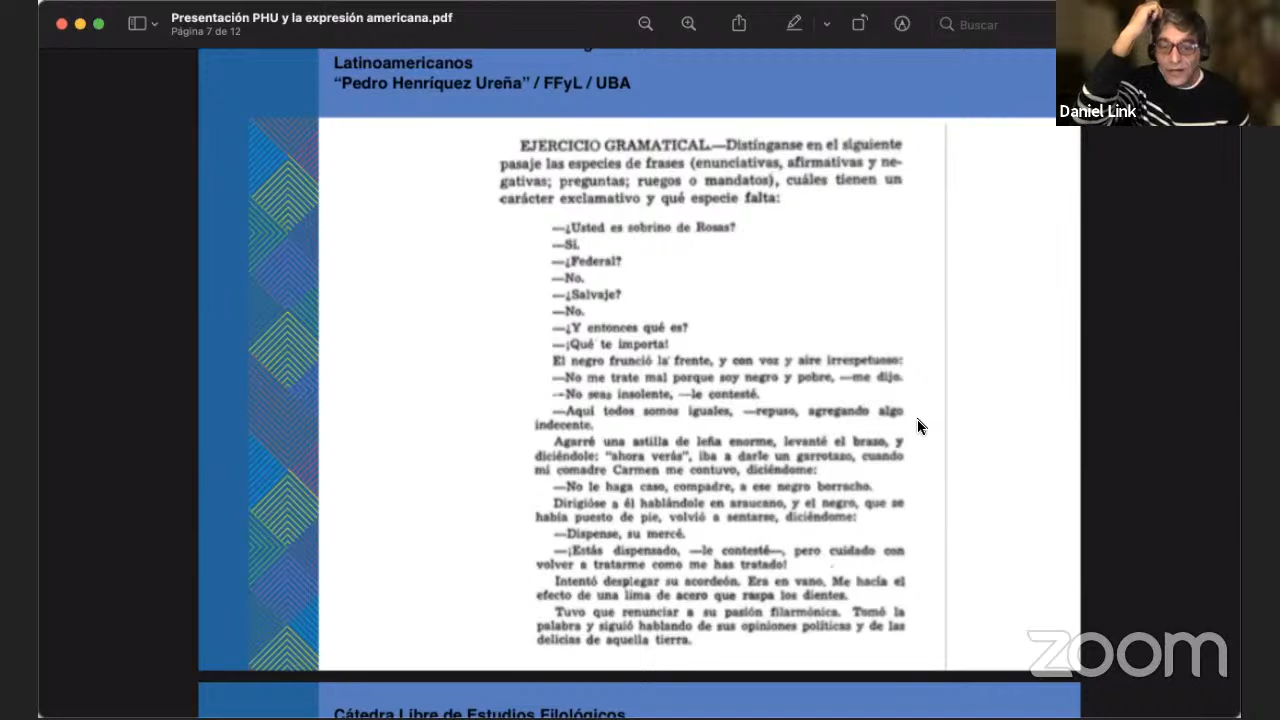 Presentación PHU y la expresión americana.pdf
Página 7 de 12
Buscar
Daniel Link
Latinoamericanos
“Pedro Henríquez Ureña” / FFyL / UBA
EJERCICIO GRAMATICAL.—Distínganse en el siguiente
pasaje las especies de frases (enunciativas, afirmativas y ne-
gativas; preguntas; ruegos o mandatos), cuáles tienen un
carácter exclamativo y qué especie falta:
—¿Usted es sobrino de Rosas?
—Sí.
—¿Federal?
—No.
—¿Salvaje?
—No.
—¿Y entonces qué es?
—¡Qué te importa!
El negro frunció la frente, y con voz y aire irrespetuoso:
—No me trate mal porque soy negro y pobre, —me dijo.
—No seas insolente, —le contesté.
—Aquí todos somos iguales, —repuso, agregando algo
indecente.
Agarré una astilla de leña enorme, levanté el brazo, y
diciéndole: “ahora verás”, iba a darle un garrotazo, cuando
mi comadre Carmen me contuvo, diciéndome:
—No le haga caso, compadre, a ese negro borracho.
Dirigióse a él hablándole en araucano, y el negro, que se
había puesto de pie, volvió a sentarse, diciéndome:
—Dispense, su mercé.
—¡Estás dispensado, —le contesté—, pero cuidado con
volver a tratarme como me has tratado!
Intentó desplegar su acordeón. Era en vano. Me hacía el
efecto de una lima de acero que raspa los dientes.
Tuvo que renunciar a su pasión filarmónica. Tomó la
palabra y siguió hablando de sus opiniones políticas y de las
delicias de aquella tierra.
zoom
Cátedra Libre de Estudios Filológicos